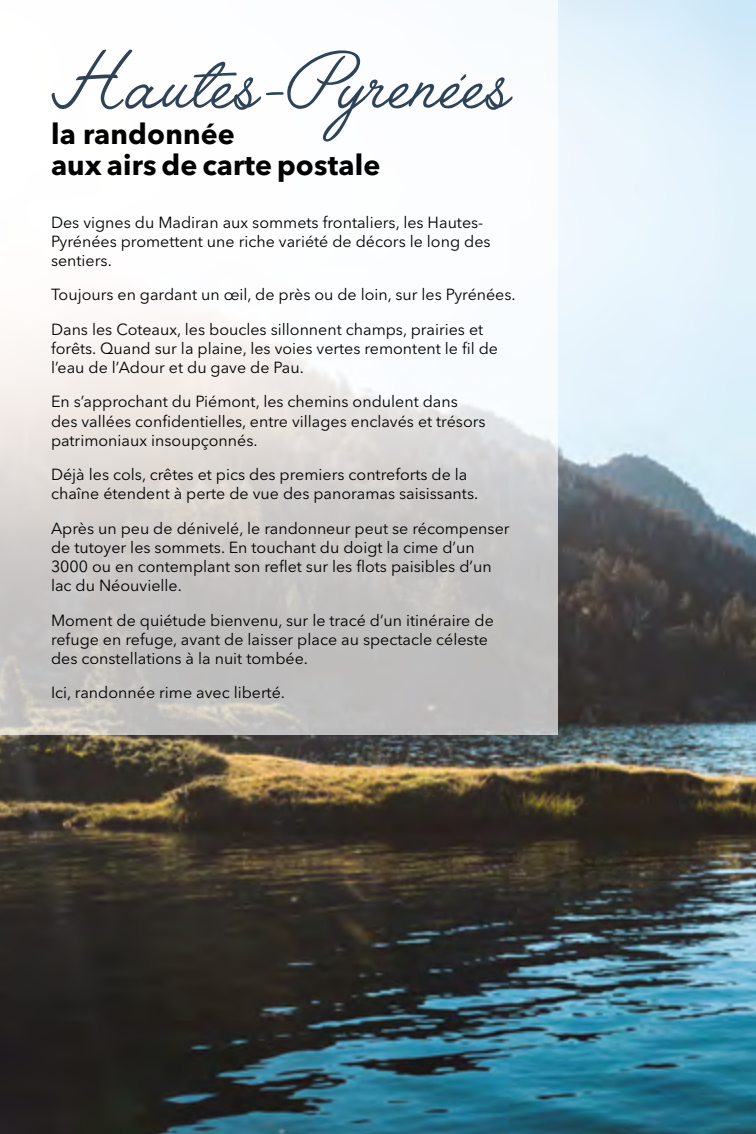 Hautes-Pyrenées
la randonnée
aux airs de carte postale
Des vignes du Madiran aux sommets frontaliers, les Hautes-
Pyrénées promettent une riche variété de décors le long des
sentiers.
Toujours en gardant un œil, de près ou de loin, sur les Pyrénées.
Dans les Coteaux, les boucles sillonnent champs, prairies et
forêts. Quand sur la plaine, les voies vertes remontent le fil de
l’eau de l’Adour et du gave de Pau.
En s’approchant du Piémont, les chemins ondulent dans
des vallées confidentielles, entre villages enclavés et trésors
patrimoniaux insoupçonnés.
Déjà les cols, crêtes et pics des premiers contreforts de la
chaîne étendent à perte de vue des panoramas saisissants.
Après un peu de dénivelé, le randonneur peut se récompenser
de tutoyer les sommets. En touchant du doigt la cime d’un
3000 ou en contemplant son reflet sur les flots paisibles d’un
lac du Néouvielle.
Moment de quiétude bienvenu, sur le tracé d’un itinéraire de
refuge en refuge, avant de laisser place au spectacle céleste
des constellations à la nuit tombée.
Ici, randonnée rime avec liberté.